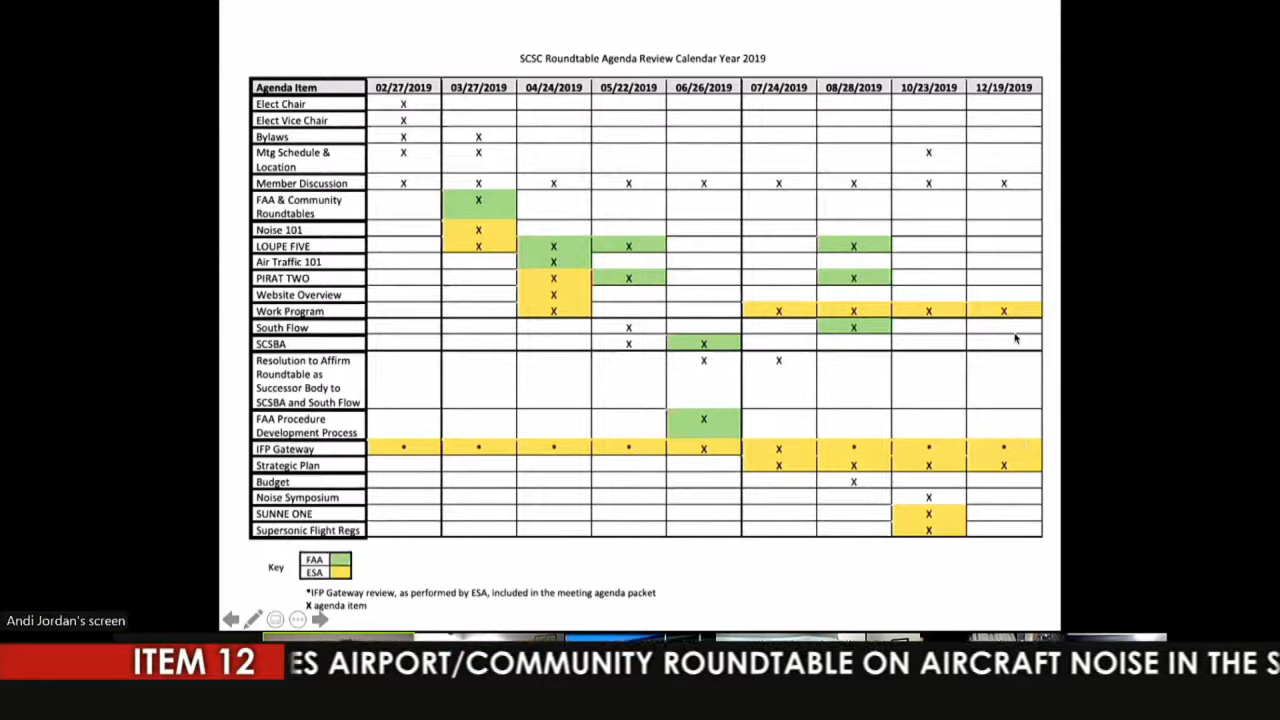 SCSC Roundtable Agenda Review Calendar Year 2019
Agenda Item 02/27/2019 03/27/2019 04/24/2019 05/22/2019 06/26/2019 07/24/2019 08/28/2019 10/23/2019 12/19/2019
Elect Chair X
Elect Vice Chair X
Bylaws X X
Mtg Schedule & X X X
Location
Member Discussion X X X X X X X X X
FAA & Community X
Roundtables
Noise 101 X
LOUPE FIVE X X X X
Air Traffic 101 X
PIRAT TWO X X X
Website Overview X
Work Program X X X X X
South Flow X X
SCSBA X X
Resolution to Affirm X X
Roundtable as
Successor Body to
SCSBA and South Flow
FAA Procedure X
Development Process
IFP Gateway * * * * X X * * *
Strategic Plan X X X X
Budget X
Noise Symposium X
SUNNE ONE X
Supersonic Flight Regs X
Key FAA
ESA
*IFP Gateway review, as performed by ESA, included in the meeting agenda packet
X agenda item
Andi Jordan's screen
ITEM 12 ES AIRPORT/COMMUNITY ROUNDTABLE ON AIRCRAFT NOISE IN THE S